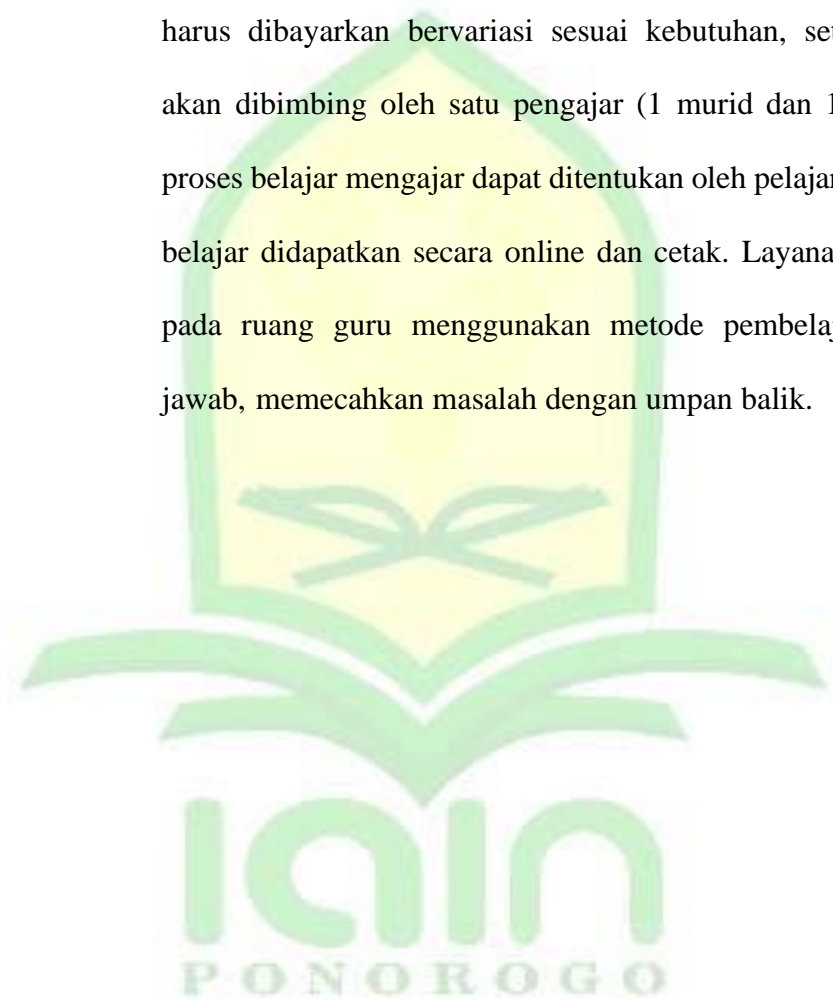 harus dibayarkan bervariasi sesuai kebutuhan,
akan dibimbing oleh satu pengajar (1 murid dan
proses belajar mengajar dapat ditentukan oleh
belajar didapatkan secara online dan cetak.
pada ruang guru menggunakan metode
jawab, memecahkan masalah dengan umpan balik.
iain
PONOROGO